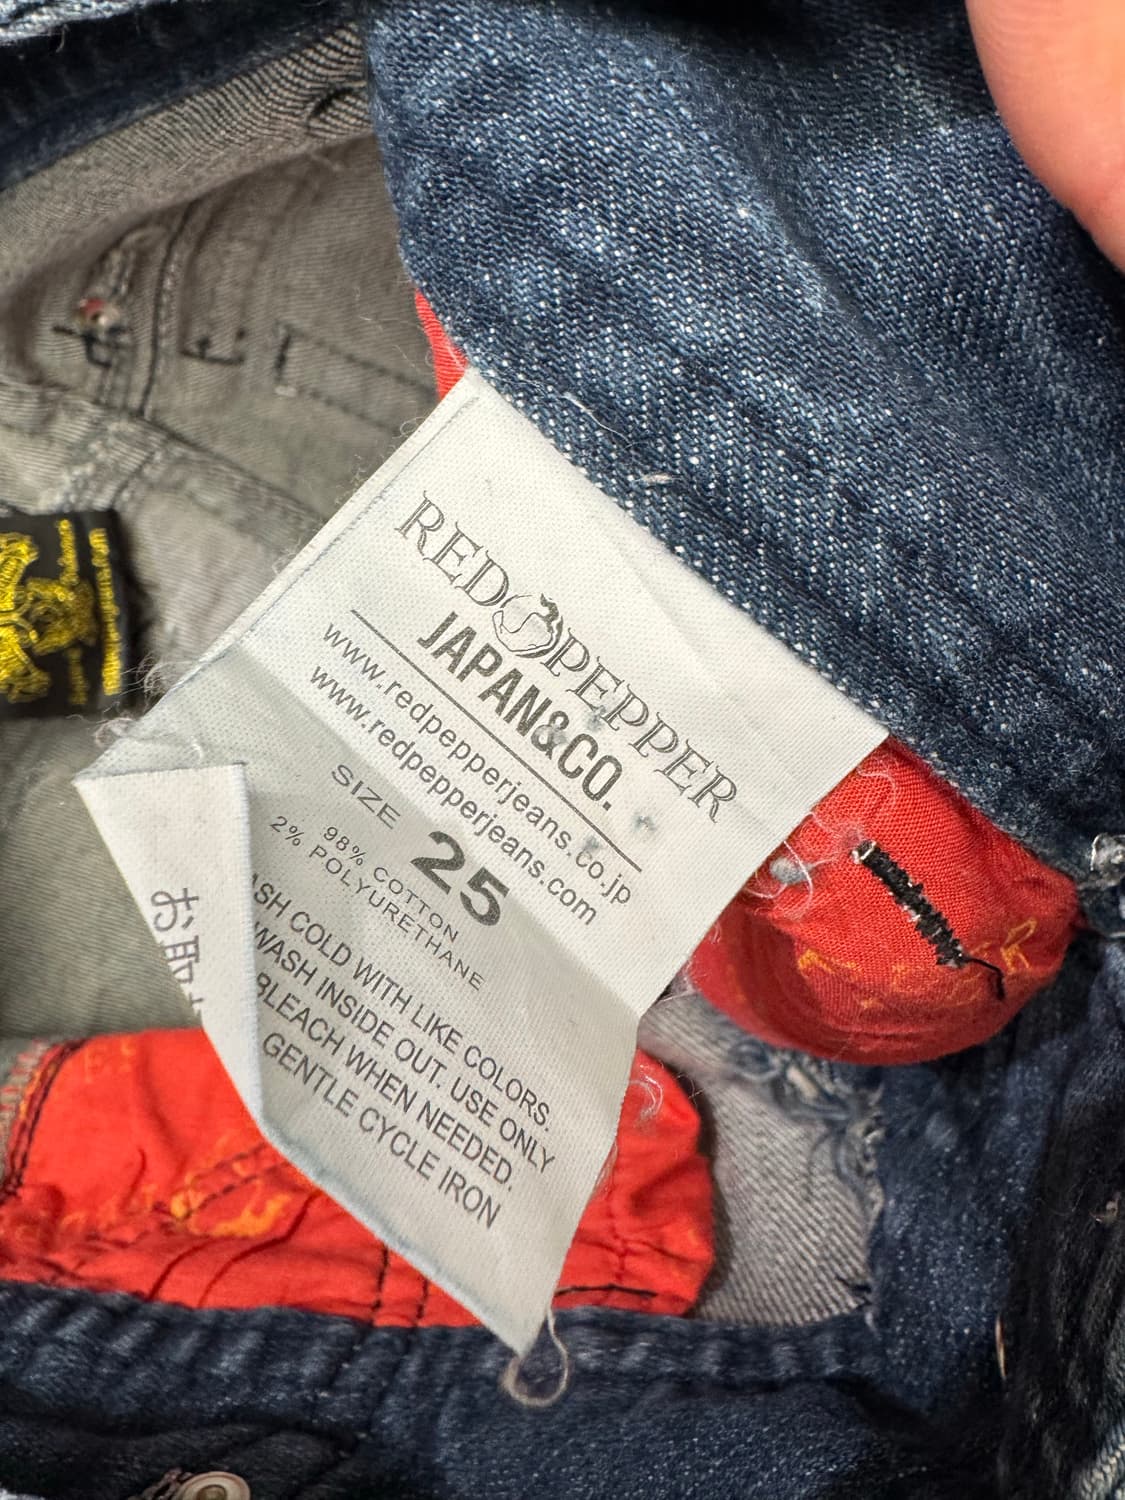 RED PEPPER
JAPAN&CO.
www.redpepperjeans.co.jp
www.redpepperjeans.com
SIZE 25
98% COTTON
2% POLYURETHANE
ASH COLD WITH LIKE COLORS.
WASH INSIDE OUT. USE ONLY
BLEACH WHEN NEEDED.
GENTLE CYCLE IRON
お取